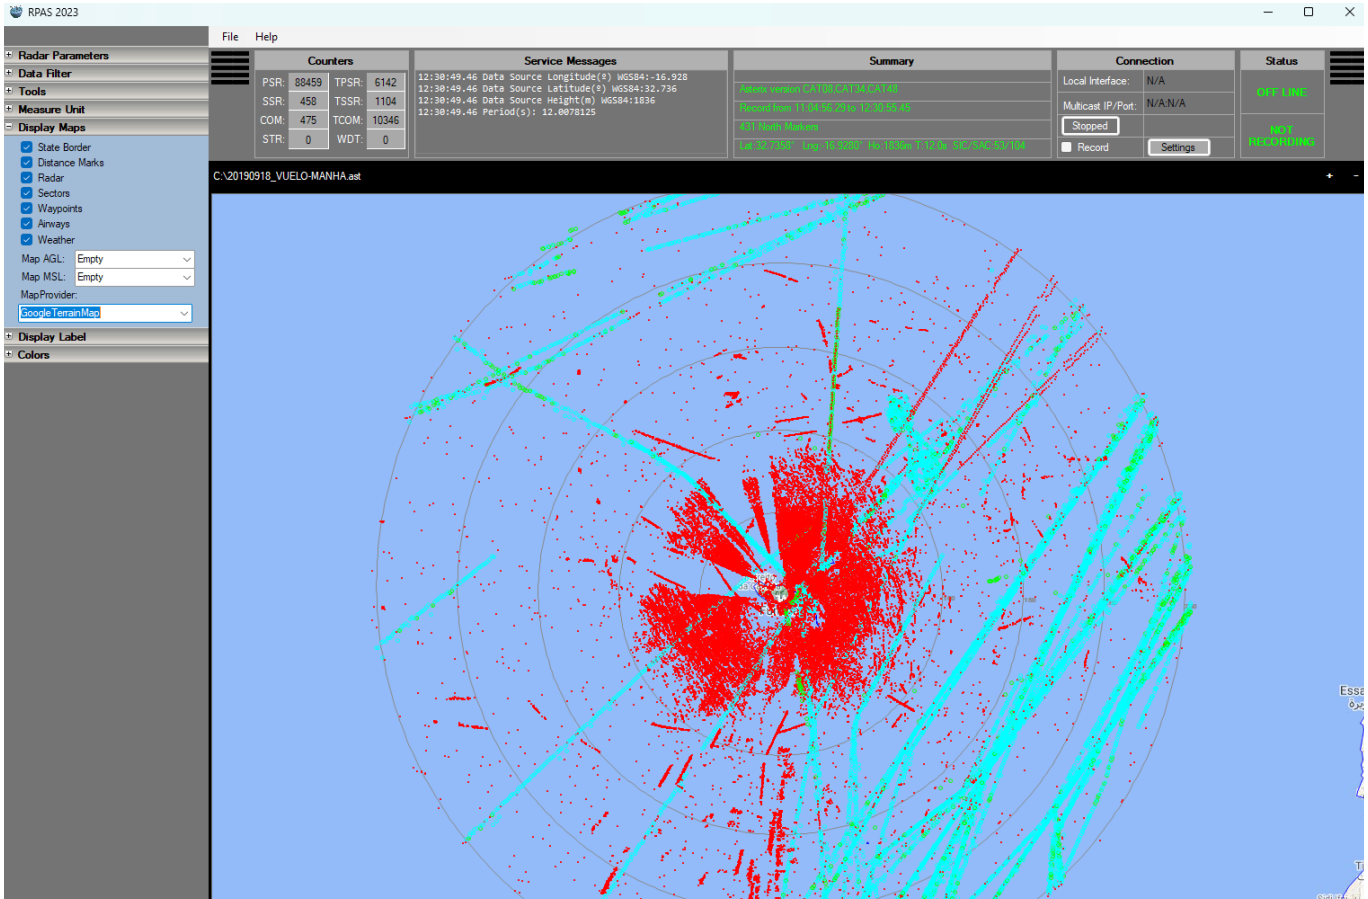 RPAS 2023
File Help
Radar Parameters
Data Filter
Tools
Measure Unit
Display Maps
State Border
Distance Marks
Radar
Sectors
Waypoints
Airways
Weather
Map AGL: Empty
Map MSL: Empty
MapProvider:
GoogleTerrainMap
Display Label
Colors
Counters
PSR: 88459 TPSR: 6142
SSR: 458 TSSR: 1104
COM: 475 TCOM: 10346
STR: 0 WDT: 0
Service Messages
12:30:49.46 Data Source Longitude(º) WGS84:-16.928
12:30:49.46 Data Source Latitude(º) WGS84:32.736
12:30:49.46 Data Source Height(m) WGS84:1836
12:30:49.46 Period(s): 12.0078125
Summary
Asterix version CAT08,CAT34,CAT48
Record from 11:04:56.29 to 12:30:55.45
431 North Markers
Lat:32.7358° Lng:-16.9280° Ho:1836m T:12.0s SIC/SAC:53/104
Connection
Local Interface: N/A
Multicast IP/Port: N/A:N/A
Stopped
Record Settings
Status
OFF LINE
NOT
RECORDING
C:\20190918_VUELO-MANHA.ast
+ -
Essa